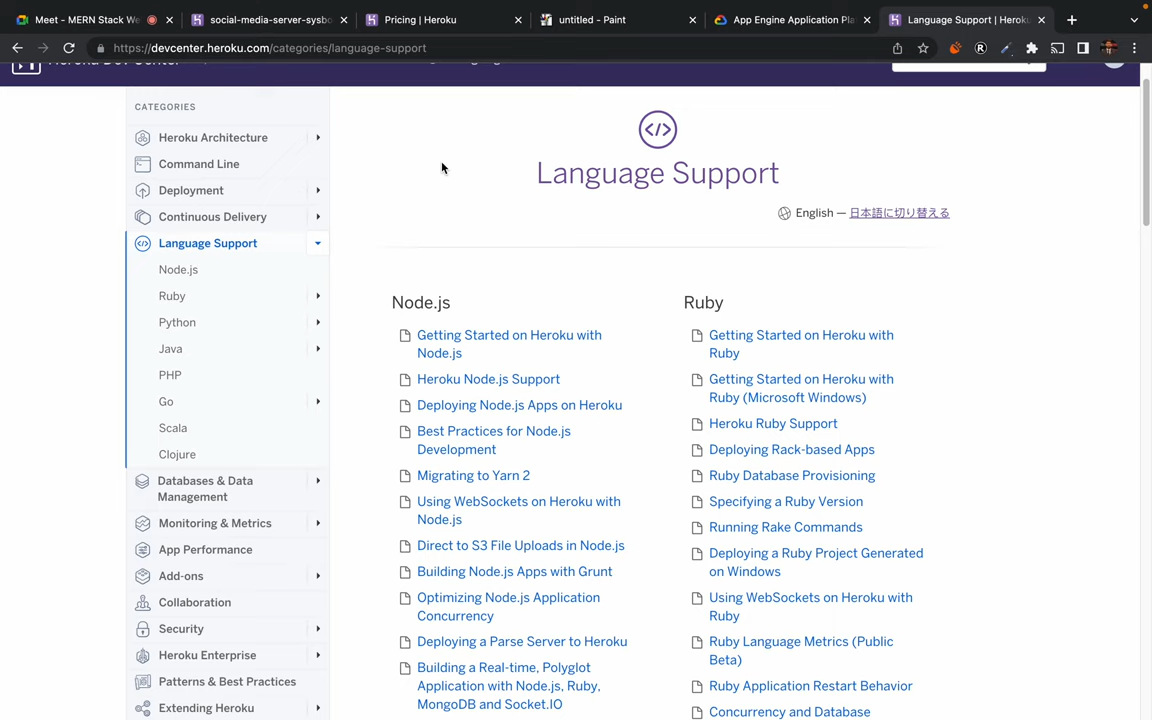 Meet - MERN Stack We
social-media-server-sysbo
Pricing | Heroku
untitled - Paint
App Engine Application Pla
Language Support | Heroku
https://devcenter.heroku.com/categories/language-support
CATEGORIES
Heroku Architecture
Command Line
Deployment
Continuous Delivery
Language Support
Node.js
Ruby
Python
Java
PHP
Go
Scala
Clojure
Databases & Data
Management
Monitoring & Metrics
App Performance
Add-ons
Collaboration
Security
Heroku Enterprise
Patterns & Best Practices
Extending Heroku
Language Support
English — 日本語に切り替える
Node.js
Getting Started on Heroku with
Node.js
Heroku Node.js Support
Deploying Node.js Apps on Heroku
Best Practices for Node.js
Development
Migrating to Yarn 2
Using WebSockets on Heroku with
Node.js
Direct to S3 File Uploads in Node.js
Building Node.js Apps with Grunt
Optimizing Node.js Application
Concurrency
Deploying a Parse Server to Heroku
Building a Real-time, Polyglot
Application with Node.js, Ruby,
MongoDB and Socket.IO
Ruby
Getting Started on Heroku with
Ruby
Getting Started on Heroku with
Ruby (Microsoft Windows)
Heroku Ruby Support
Deploying Rack-based Apps
Ruby Database Provisioning
Specifying a Ruby Version
Running Rake Commands
Deploying a Ruby Project Generated
on Windows
Using WebSockets on Heroku with
Ruby
Ruby Language Metrics (Public
Beta)
Ruby Application Restart Behavior
Concurrency and Database